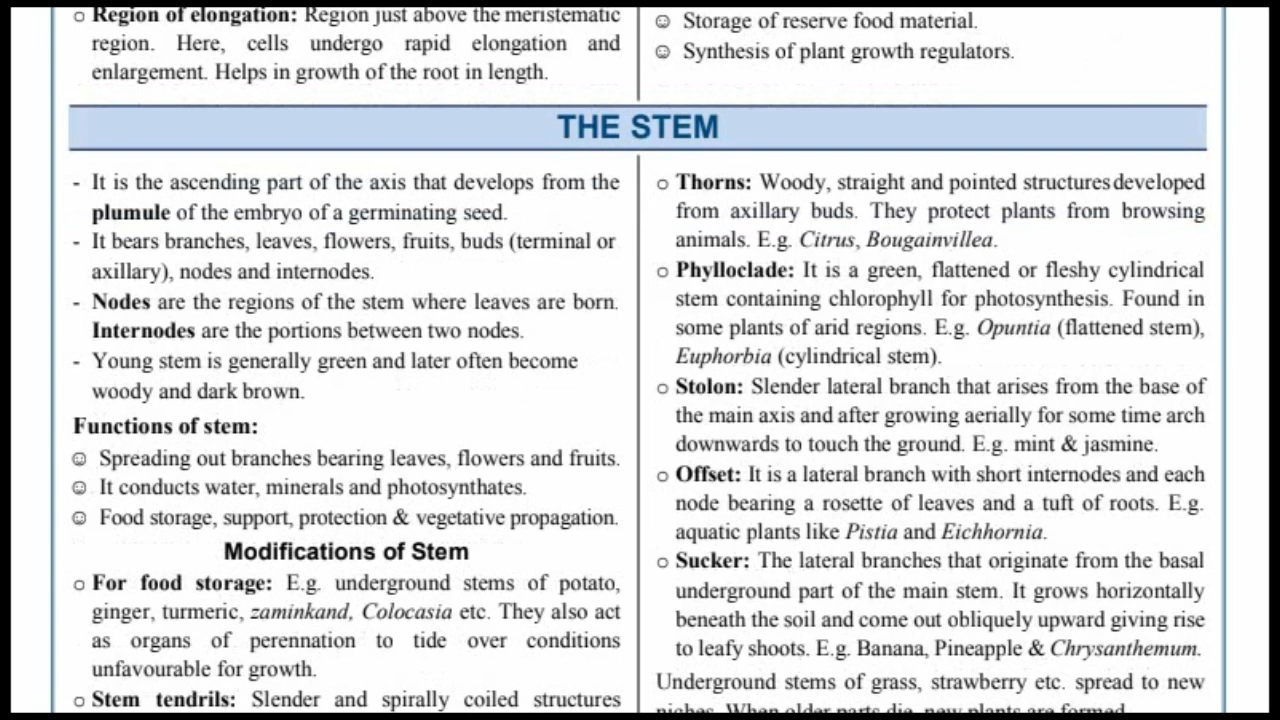 o Region of elongation: Region just above the meristematic
region. Here, cells undergo rapid elongation and
enlargement. Helps in growth of the root in length.
☺ Storage of reserve food material.
☺ Synthesis of plant growth regulators.
THE STEM
- It is the ascending part of the axis that develops from the
plumule of the embryo of a germinating seed.
- It bears branches, leaves, flowers, fruits, buds (terminal or
axillary), nodes and internodes.
- Nodes are the regions of the stem where leaves are born.
Internodes are the portions between two nodes.
- Young stem is generally green and later often become
woody and dark brown.
Functions of stem:
☺ Spreading out branches bearing leaves, flowers and fruits.
☺ It conducts water, minerals and photosynthates.
☺ Food storage, support, protection & vegetative propagation.
Modifications of Stem
o For food storage: E.g. underground stems of potato,
ginger, turmeric, zaminkand, Colocasia etc. They also act
as organs of perennation to tide over conditions
unfavourable for growth.
o Stem tendrils: Slender and spirally coiled structures
o Thorns: Woody, straight and pointed structures developed
from axillary buds. They protect plants from browsing
animals. E.g. Citrus, Bougainvillea.
o Phylloclade: It is a green, flattened or fleshy cylindrical
stem containing chlorophyll for photosynthesis. Found in
some plants of arid regions. E.g. Opuntia (flattened stem),
Euphorbia (cylindrical stem).
o Stolon: Slender lateral branch that arises from the base of
the main axis and after growing aerially for some time arch
downwards to touch the ground. E.g. mint & jasmine.
o Offset: It is a lateral branch with short internodes and each
node bearing a rosette of leaves and a tuft of roots. E.g.
aquatic plants like Pistia and Eichhornia.
o Sucker: The lateral branches that originate from the basal
underground part of the main stem. It grows horizontally
beneath the soil and come out obliquely upward giving rise
to leafy shoots. E.g. Banana, Pineapple & Chrysanthemum.
Underground stems of grass, strawberry etc. spread to new
niches. When older parts die, new plants are formed.